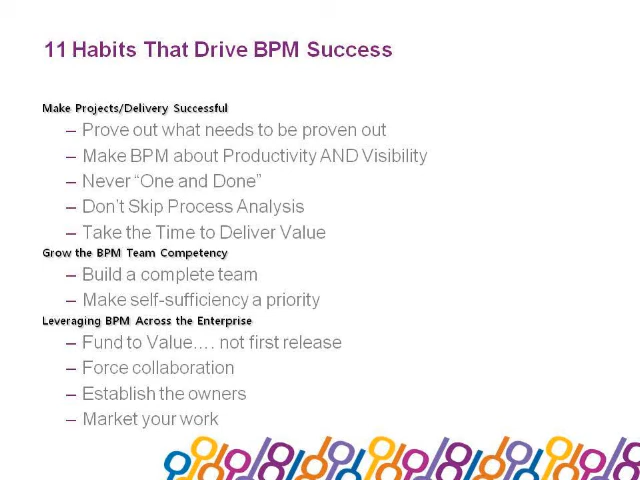 11 Habits That Drive BPM Success
Make Projects/Delivery Successful
– Prove out what needs to be proven out
– Make BPM about Productivity AND Visibility
– Never “One and Done”
– Don’t Skip Process Analysis
– Take the Time to Deliver Value
Grow the BPM Team Competency
– Build a complete team
– Make self-sufficiency a priority
Leveraging BPM Across the Enterprise
– Fund to Value…. not first release
– Force collaboration
– Establish the owners
– Market your work